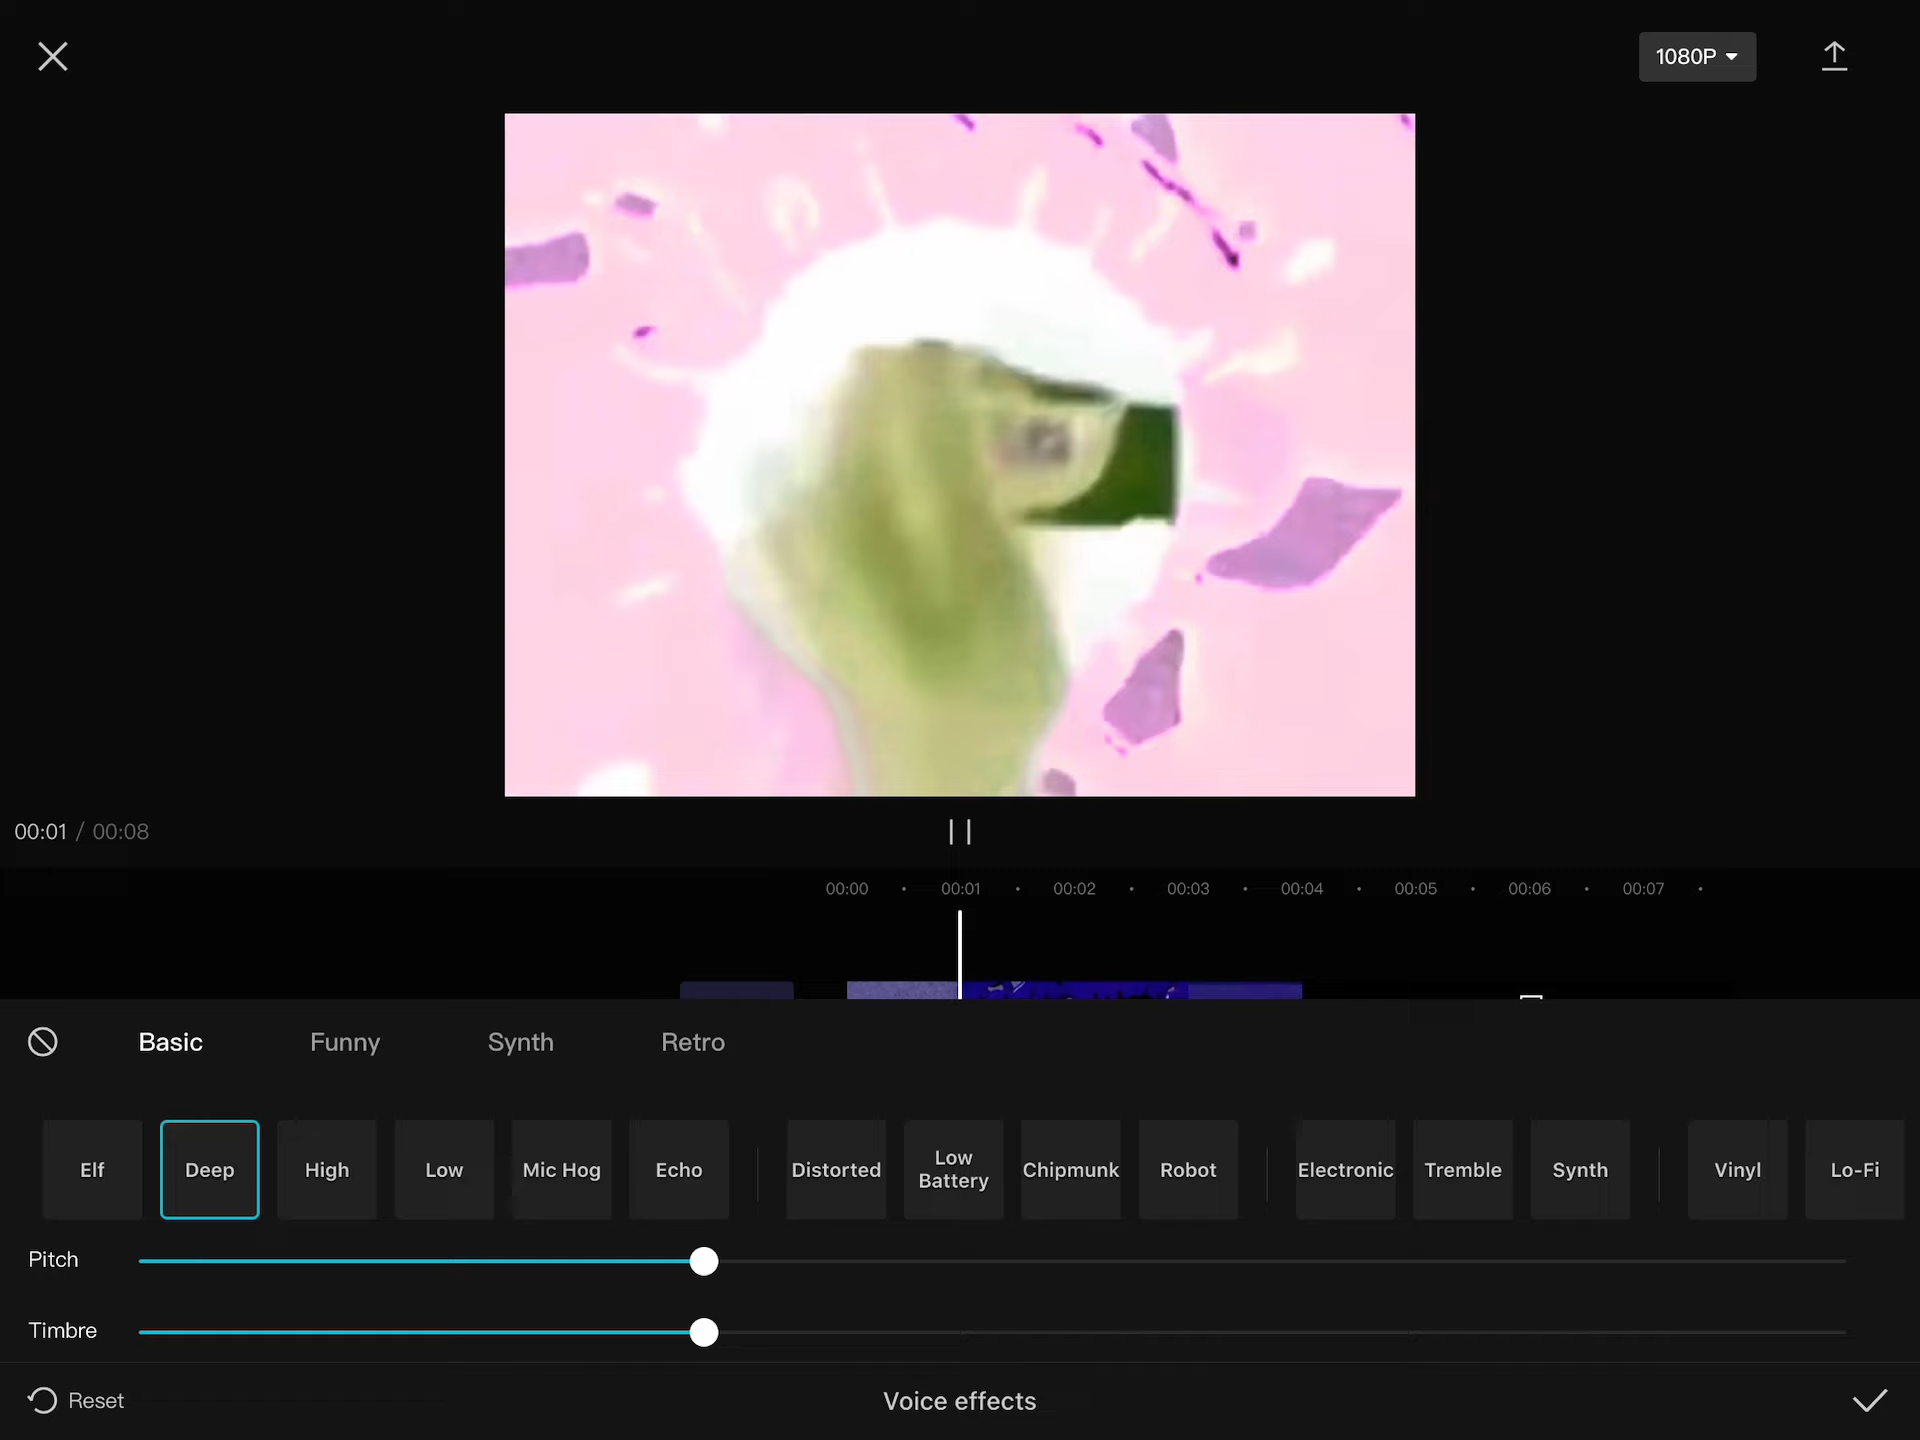 1080P
00:01 / 00:08
00:00 00:01 00:02 00:03 00:04 00:05 00:06 00:07
Basic Funny Synth Retro
Elf Deep High Low Mic Hog Echo Distorted Low Battery Chipmunk Robot Electronic Tremble Synth Vinyl Lo-Fi
Pitch
Timbre
Reset Voice effects